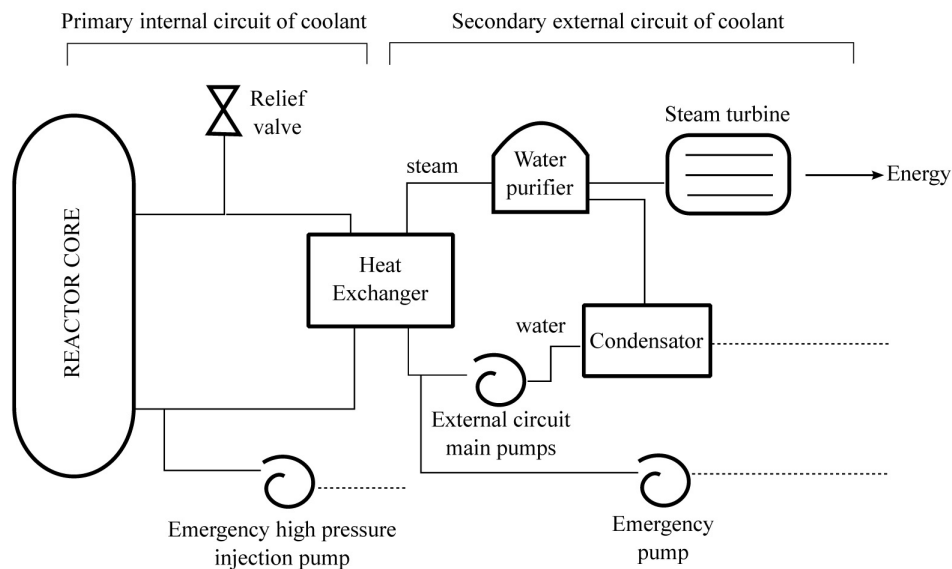 Primary internal circuit of coolant
Secondary external circuit of coolant
Relief
valve
Steam turbine
steam
Water
purifier
Energy
REACTOR CORE
Heat
Exchanger
water
Condensator
External circuit
main pumps
Emergency high pressure
injection pump
Emergency
pump